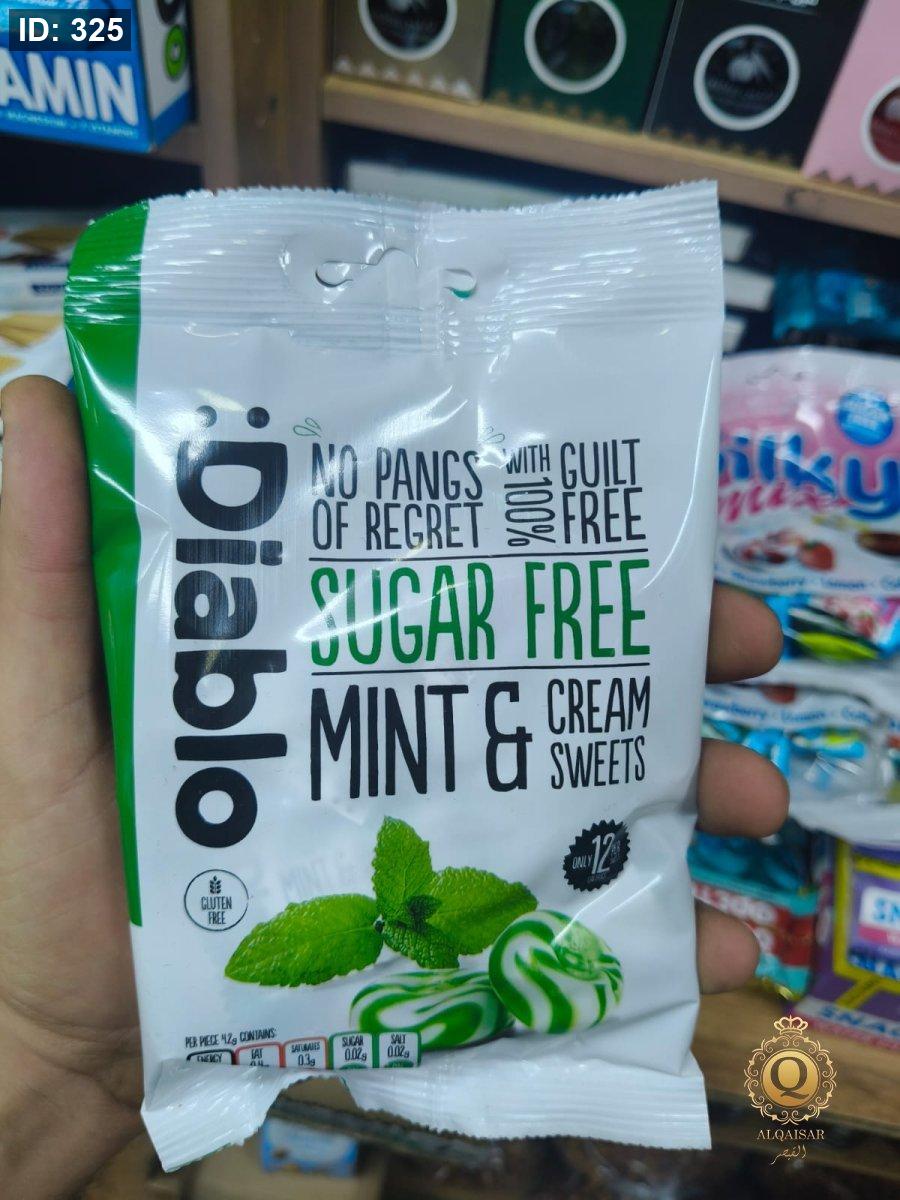 ID: 325
AMIN
:Diablo
NO PANGS
OF REGRET
WITH
100%
GUILT
FREE
SUGAR FREE
MINT & CREAM
SWEETS
ONLY 12
GLUTEN
FREE
PER PIECE 4.2g CONTAINS:
ENERGY
FAT
SATURATES
0.3g
SUGAR
0.02g
SALT
0.02g
ilky
mix
Q
ALQAISAR
القيصر